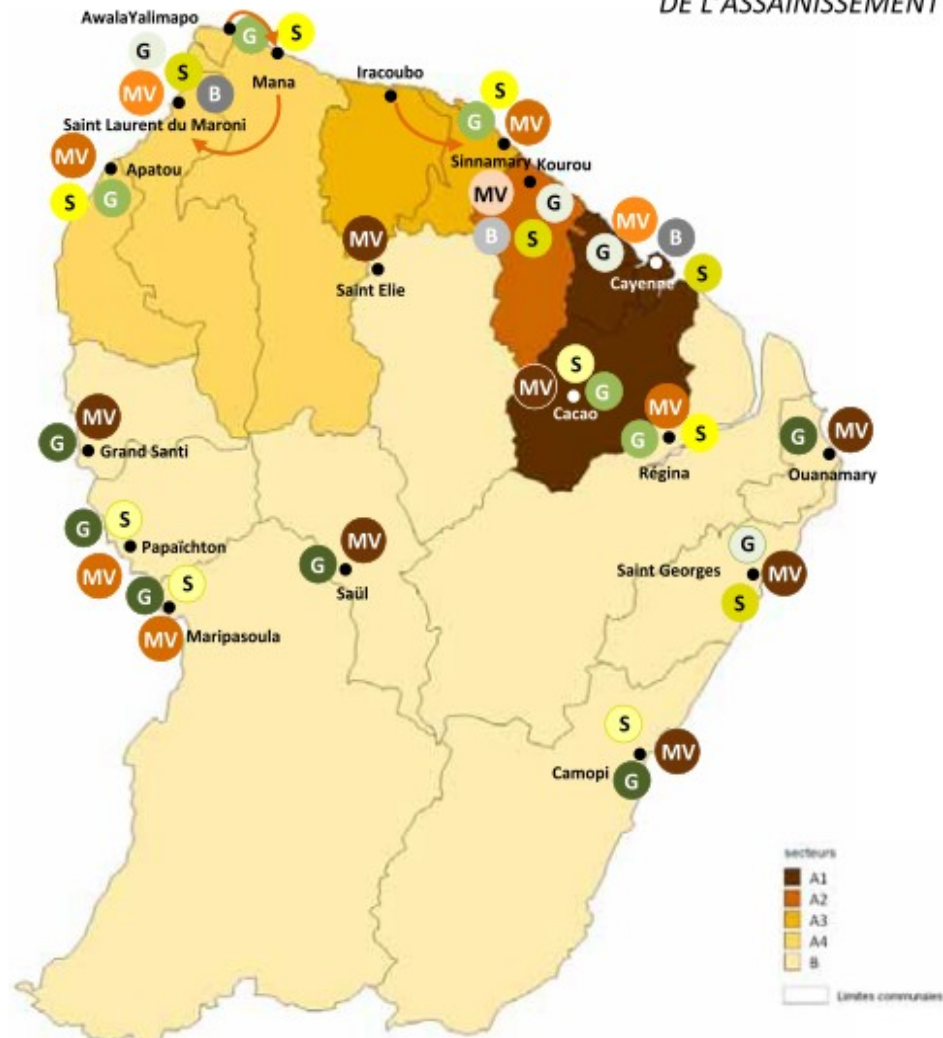 DE L'ASSAINISSEMENT
AwalaYalimapo
G
S
G
S
Mana
Iracoubo
MV
B
S
Saint Laurent du Maroni
G
MV
Sinnamary
Kourou
MV
Apatou
S
G
MV
G
MV
B
S
MV
B
G
S
Cayenne
MV
Saint Elie
S
MV
G
Cacao
MV
G
S
Régina
MV
G
Grand Santi
G
MV
Ouanamary
S
G
Papaïchton
MV
MV
G
Saül
G
Saint Georges
MV
S
S
G
MV
Maripasoula
S
MV
Camopi
G
secteurs
A1
A2
A3
A4
B
Limites communales